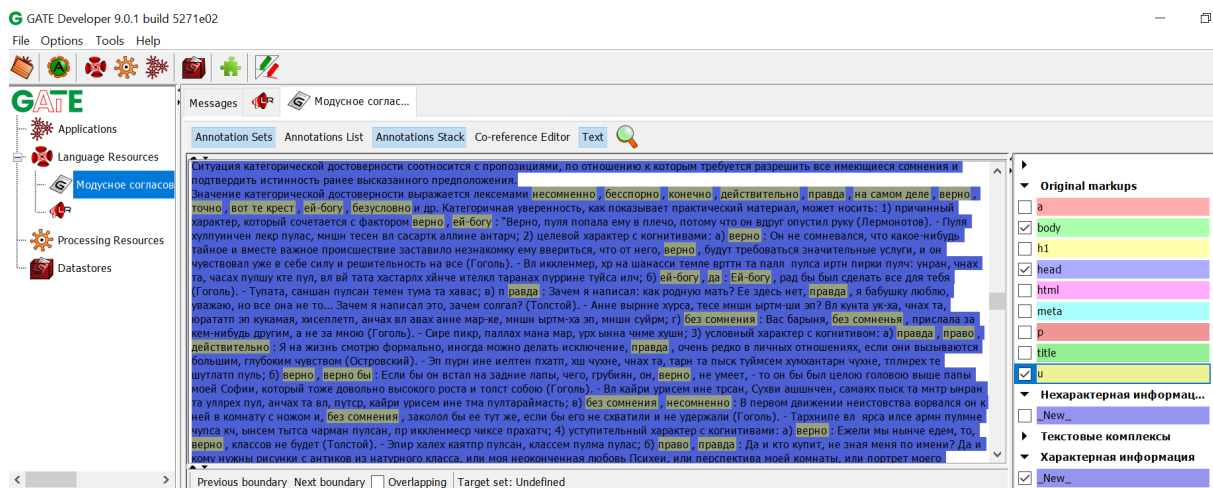 GATE Developer 9.0.1 build 5271e02
File Options Tools Help
GATE
Applications
Language Resources
Модусное согласов
Processing Resources
Datastores
Messages Модусное соглас...
Annotation Sets Annotations List Annotations Stack Co-reference Editor Text
Ситуация категорической достоверности соотносится с пропозициями, по отношению к которым требуется разрешить все имеющиеся сомнения и
подтвердить истинность ранее высказанного предположения.
Значение категорической достоверности выражается лексемами несомненно , бесспорно , конечно , действительно , правда , на самом деле , верно ,
точно , вот те крест , ей-богу , безусловно и др. Категоричная уверенность, как показывает практический материал, может носить: 1) причинный
характер, который сочетается с фактором верно , ей-богу : "Верно, пуля попала ему в плечо, потому что он вдруг опустил руку (Лермонотов). - Пуля
хулпуинчен лекр пулас, мншн тесен вл сасартк аллине антарч; 2) целевой характер с когнитивами: а) верно : Он не сомневался, что какое-нибудь
тайное и вместе важное происшествие заставило незнакомку ему ввериться, что от него, верно , будут требоваться значительные услуги, и он
чувствовал уже в себе силу и решительность на все (Гоголь). - Вл иккленмер, хр на шанасси темле врттн та палл пулса иртн пирки пулч: унран, чнах
та, часах пулшу кте пул, вл вй тата хастарлх хйнче ителкл таранах пуррине туйса илч; б) ей-богу , да : Ей-богу , рад бы был сделать все для тебя
(Гоголь). - Тупата, саншан пулсан темен тума та хавас; в) п равда : Зачем я написал: как родную мать? Ее здесь нет, правда , я бабушку люблю,
уважаю, но все она не то... Зачем я написал это, зачем солгал? (Толстой). - Анне вырнне хурса, тесе мншн ыртм-ши эп? Вл кунта ук-ха, чнах та,
юрататп эп кукамая, хисеплетп, анчах вл авах анне мар-ке, мншн ыртм-ха эп, мншн суйрм; г) без сомнения : Вас барыня, без сомненья , прислала за
кем-нибудь другим, а не за мною (Гоголь). - Сире пикр, паллах мана мар, урх ынна чнме хушн; 3) условный характер с когнитивом: а) правда , право ,
действительно : Я на жизнь смотрю формально, иногда можно делать исключение, правда , очень редко в личных отношениях, если они вызываются
большим, глубоким чувством (Островский). - Эп пурн ине иелтен пхатп, хш чухне, чнах та, тарн та пыск туймсем хумхантарн чухне, тплнрех те
шутлатп пуль; б) верно , верно бы : Если бы он встал на задние лапы, чего, грубиян, он, верно , не умеет, - то он бы был целою головою выше папы
моей Софии, который тоже довольно высокого роста и толст собою (Гоголь). - Вл кайри урисем ине трсан, Сухви ашшнчен, самаях пыск та мнтр ынран
та уллрех пул, анчах та вл, путср, кайри урисем ине тма пултараймасть; в) без сомнения , несомненно : В первом движении неистовства ворвался он к
ней в комнату с ножом и, без сомнения , заколол бы ее тут же, если бы его не схватили и не удержали (Гоголь). - Тархнипе вл ярса илсе армн пулмне
чупса кч, ынсем тытса чарман пулсан, пр иккленмеср чиксе прахатч; 4) уступительный характер с когнитивами: а) верно : Ежели мы нынче едем, то,
верно , классов не будет (Толстой). - Эпир халех каятпр пулсан, классем пулма пулас; б) право , правда : Да и кто купит, не зная меня по имени? Да и
кому нужны рисунки с антиков из натурного класса, или моя неоконченная любовь Психеи, или перспектива моей комнаты, или портрет моего
Previous boundary Next boundary Overlapping Target set: Undefined
Original markups
a
body
h1
head
html
meta
p
title
u
Нехарактерная информац...
_New_
Текстовые комплексы
Характерная информация
_New_